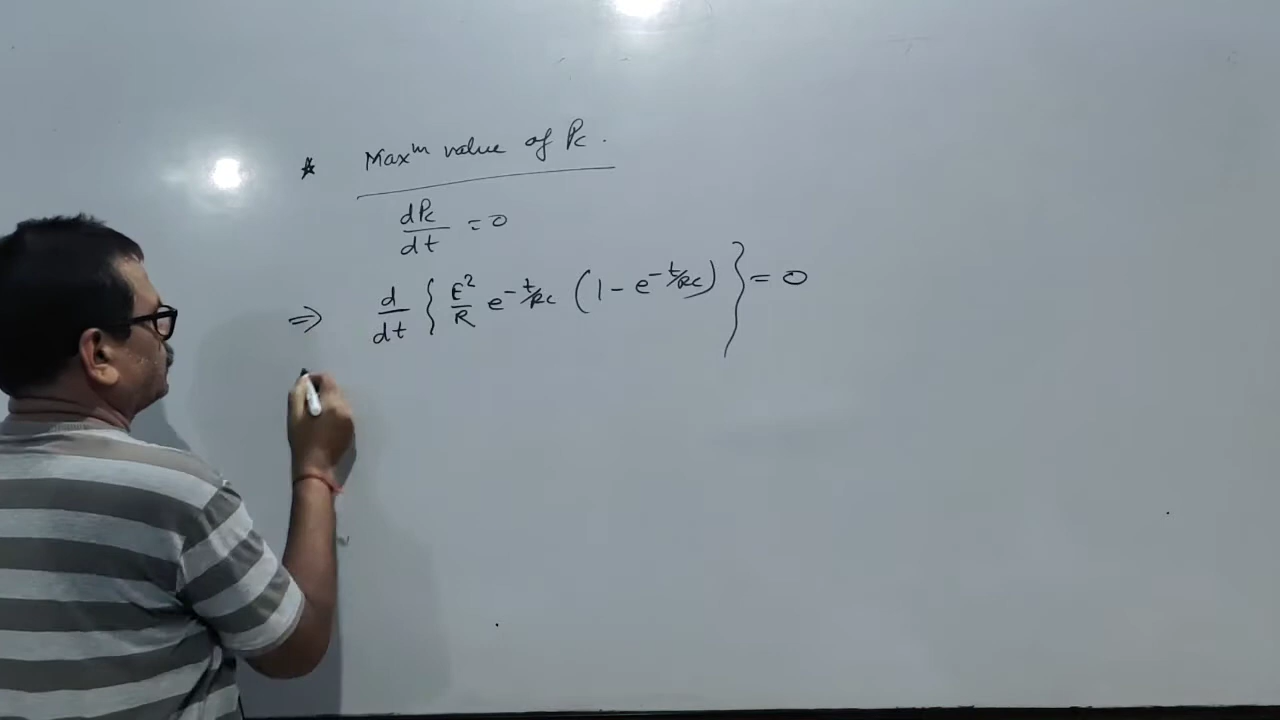 * Maxᵐ value of Pc.
dPc/dt = 0
⇒ d/dt { E²/R e^-t/RC (1 - e^-t/RC) } = 0